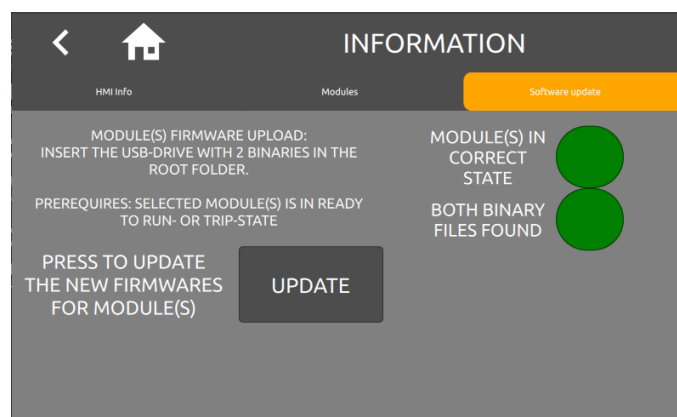 INFORMATION
HMI Info
Modules
Software update
MODULE(S) FIRMWARE UPLOAD:
INSERT THE USB-DRIVE WITH 2 BINARIES IN THE
ROOT FOLDER.
PREREQUIRES: SELECTED MODULE(S) IS IN READY
TO RUN- OR TRIP-STATE
MODULE(S) IN
CORRECT
STATE
BOTH BINARY
FILES FOUND
PRESS TO UPDATE
THE NEW FIRMWARES
FOR MODULE(S)
UPDATE